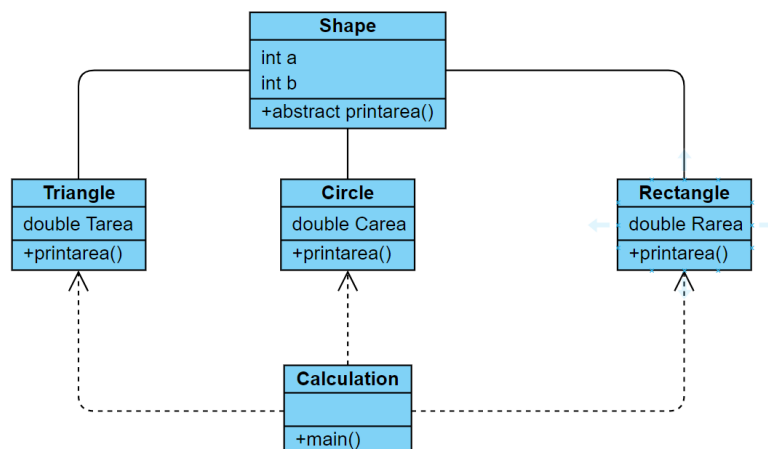 Shape
int a
int b
+abstract printarea()
Triangle
double Tarea
+printarea()
Circle
double Carea
+printarea()
Rectangle
double Rarea
+printarea()
Calculation
+main()